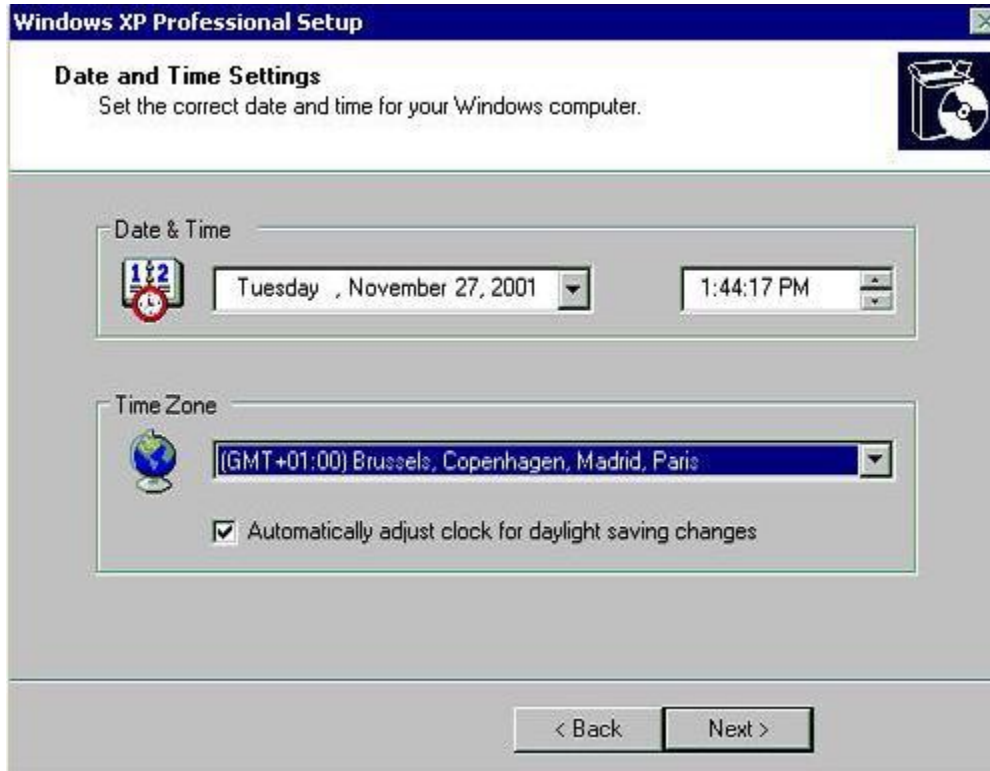 Windows XP Professional Setup
Date and Time Settings
Set the correct date and time for your Windows computer.
Date & Time
1 2
Tuesday , November 27, 2001
1:44:17 PM
Time Zone
(GMT+01:00) Brussels, Copenhagen, Madrid, Paris
Automatically adjust clock for daylight saving changes
< Back
Next >